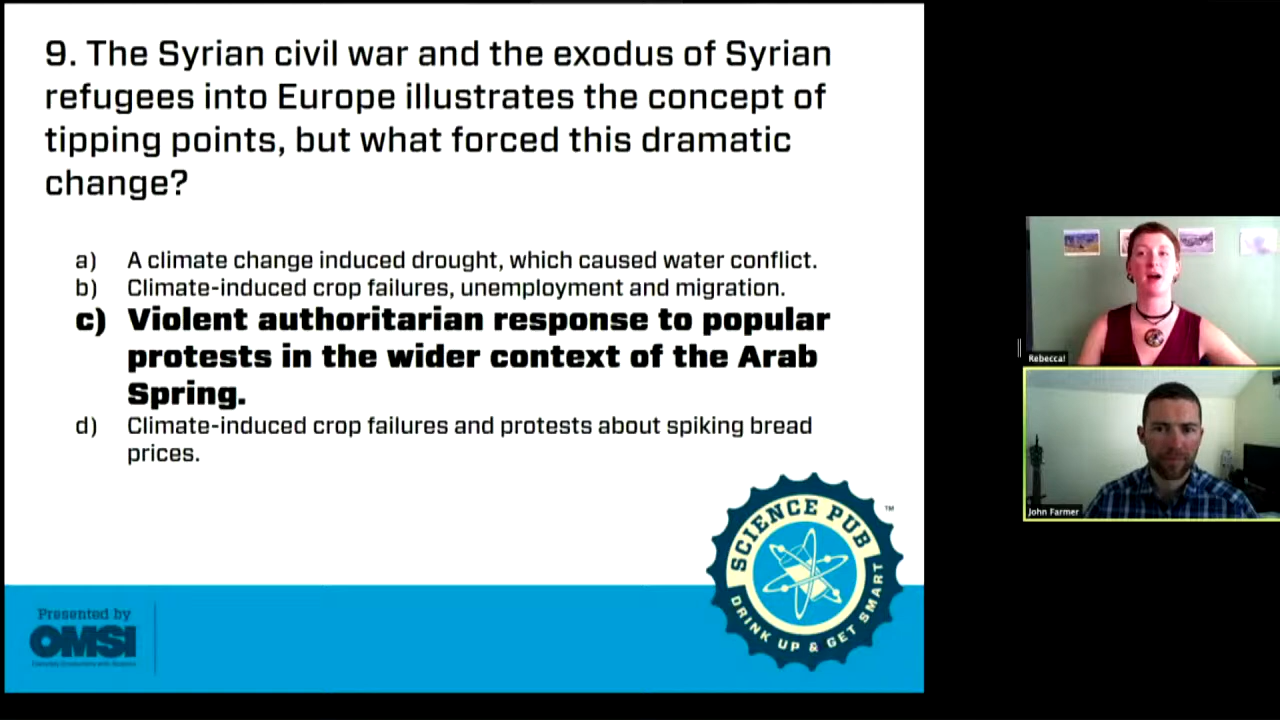 9. The Syrian civil war and the exodus of Syrian
refugees into Europe illustrates the concept of
tipping points, but what forced this dramatic
change?
a) A climate change induced drought, which caused water conflict.
b) Climate-induced crop failures, unemployment and migration.
c) Violent authoritarian response to popular
protests in the wider context of the Arab
Spring.
d) Climate-induced crop failures and protests about spiking bread
prices.
SCIENCE PUB
™
DRINK UP & GET SMART
Presented by
OMSI
Rebecca!
John Farmer